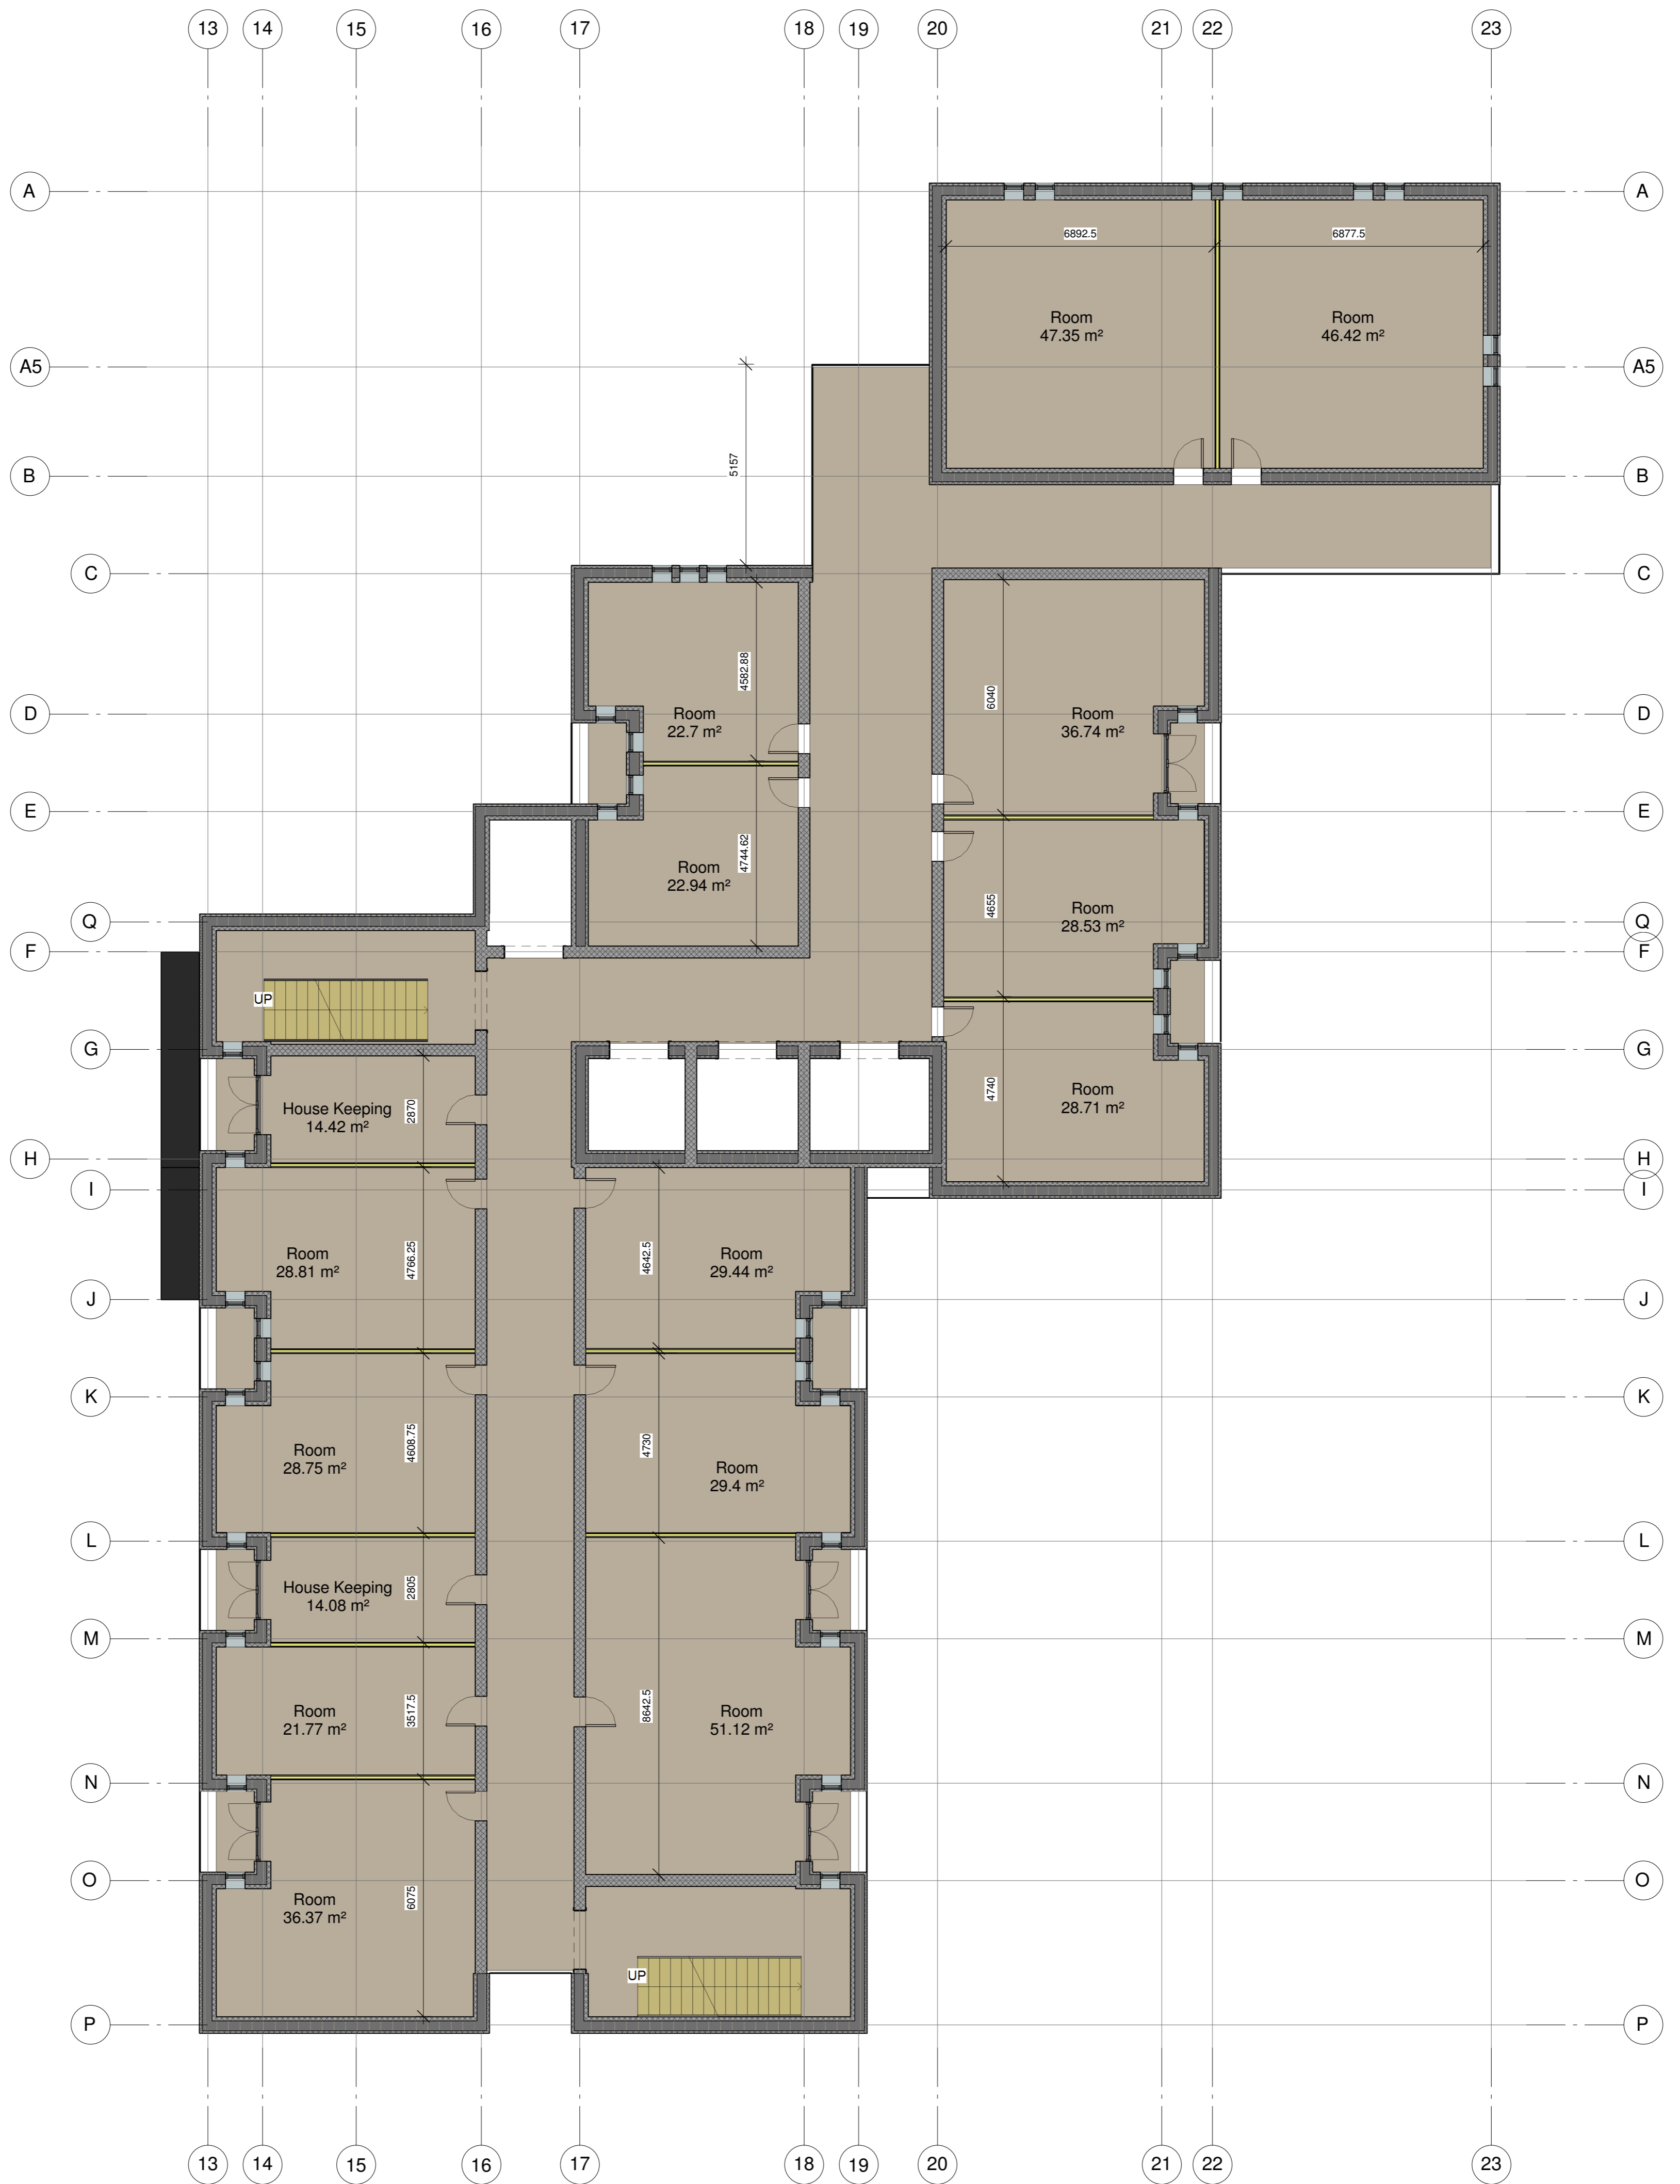 13 14 15 16 17 18 19 20 21 22 23
A A
6892.5 6877.5
Room
47.35 m²
Room
46.42 m²
A5 A5
5157
B B
C C
4582.88
6040
D D
Room
22.7 m²
Room
36.74 m²
E E
4744.62
Room
22.94 m²
4655
Room
28.53 m²
Q Q
F F
UP
G G
4740
Room
28.71 m²
House Keeping
14.42 m²
2870
H H
I I
Room
28.81 m²
4766.25
4642.5
Room
29.44 m²
J J
K K
Room
28.75 m²
4608.75
4730
Room
29.4 m²
L L
House Keeping
14.08 m²
2805
M M
Room
21.77 m²
3517.5
8642.5
Room
51.12 m²
N N
O O
Room
36.37 m²
6075
UP
P P
13 14 15 16 17 18 19 20 21 22 23